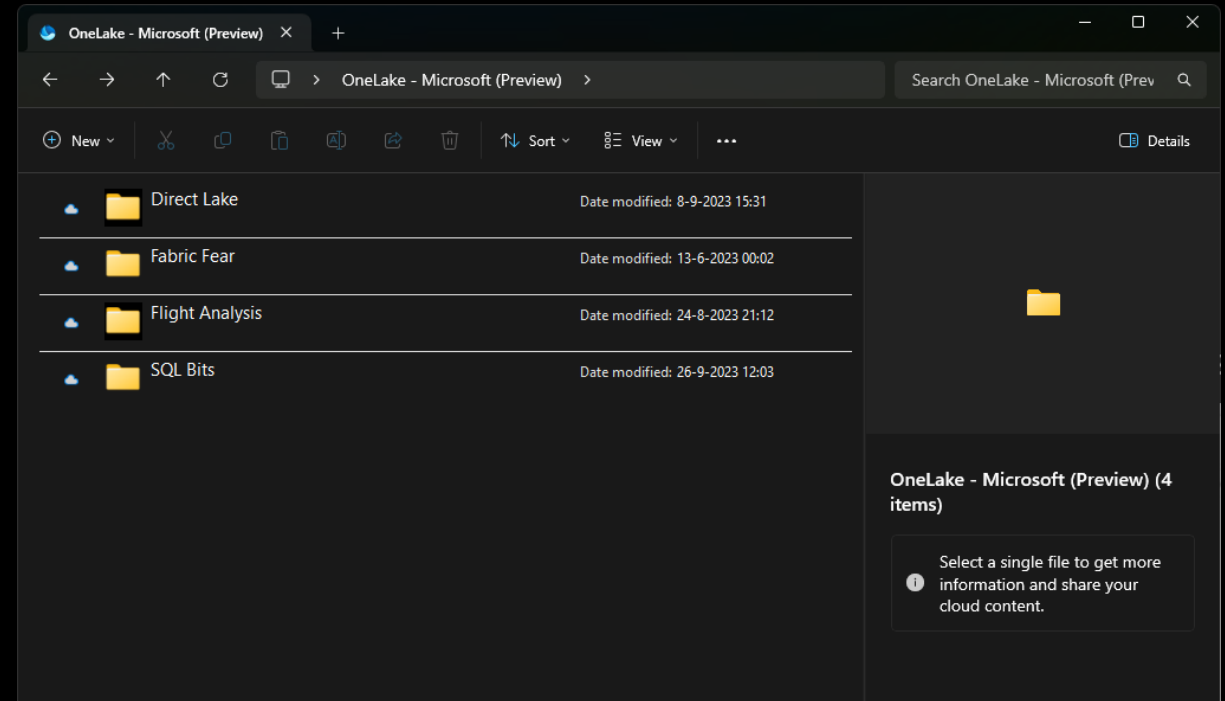 OneLake - Microsoft (Preview)
OneLake - Microsoft (Preview)
Search OneLake - Microsoft (Prev
New
Sort
View
Details
Direct Lake
Date modified: 8-9-2023 15:31
Fabric Fear
Date modified: 13-6-2023 00:02
Flight Analysis
Date modified: 24-8-2023 21:12
SQL Bits
Date modified: 26-9-2023 12:03
OneLake - Microsoft (Preview) (4
items)
Select a single file to get more
information and share your
cloud content.